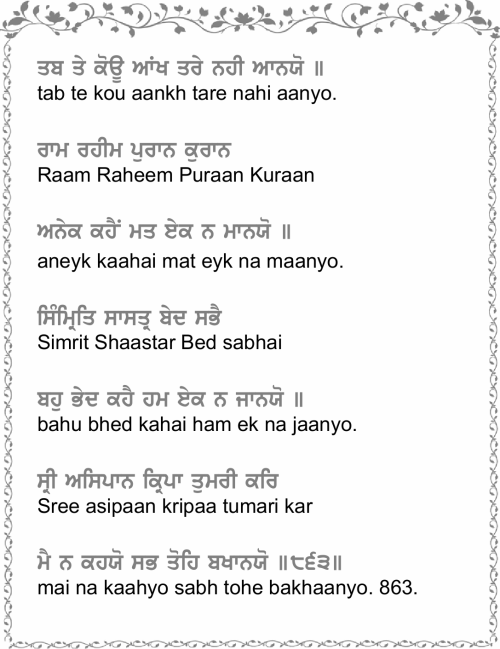 ਤਬ ਤੇ ਕੋਊ ਆਂਖ ਤਰੇ ਨਹੀ ਆਨਯੋ ॥
tab te kou aankh tare nahi aanyo.
ਰਾਮ ਰਹੀਮ ਪੁਰਾਨ ਕੁਰਾਨ
Raam Raheem Puraan Kuraan
ਅਨੇਕ ਕਹੈਂ ਮਤ ਏਕ ਨ ਮਾਨਯੋ ॥
aneyk kaahai mat eyk na maanyo.
ਸਿੰਮ੍ਰਿਤਿ ਸਾਸਤ੍ਰ ਬੇਦ ਸਭੈ
Simrit Shaastar Bed sabhai
ਬਹੁ ਭੇਦ ਕਹੈ ਹਮ ਏਕ ਨ ਜਾਨਯੋ ॥
bahu bhed kahai ham ek na jaanyo.
ਸ੍ਰੀ ਅਸਿਪਾਨ ਕ੍ਰਿਪਾ ਤੁਮਰੀ ਕਰਿ
Sree asipaan kripaa tumari kar
ਮੈ ਨ ਕਹਯੋ ਸਭ ਤੋਹਿ ਬਖਾਨਯੋ ॥੮੬੩॥
mai na kaahyo sabh tohe bakhaanyo. 863.